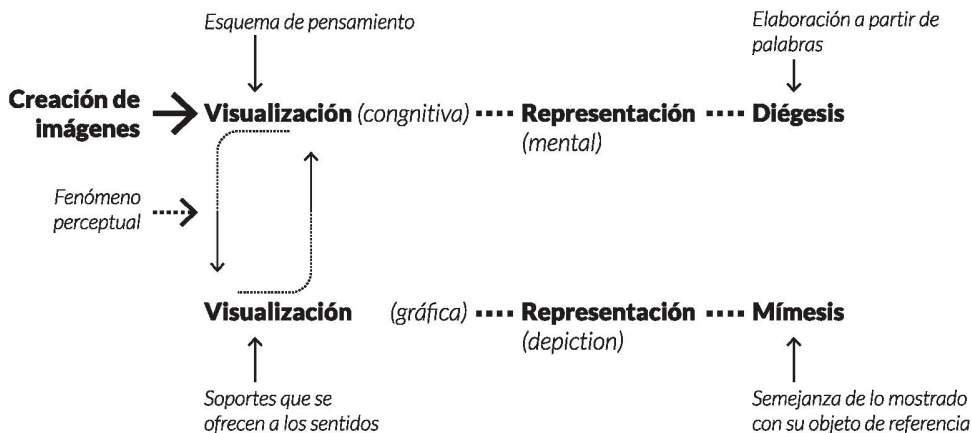 Esquema de pensamiento
Elaboración a partir de
palabras
Creación de
imágenes
Visualización (congnitiva)
Representación
(mental)
Diégesis
Fenómeno
perceptual
Visualización
(gráfica)
Representación
(depiction)
Mímesis
Soportes que se
ofrecen a los sentidos
Semejanza de lo mostrado
con su objeto de referencia